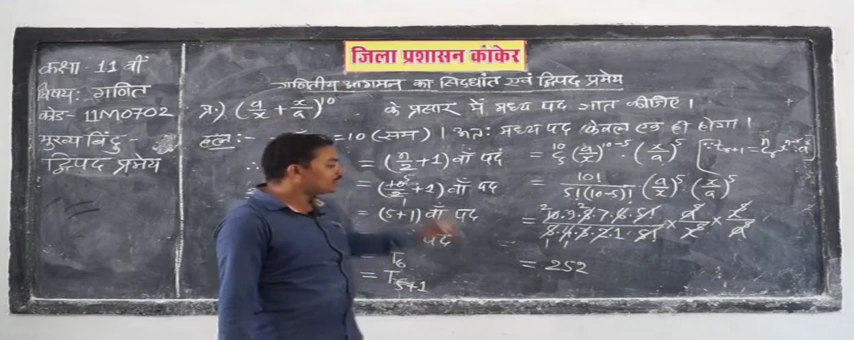 जिला प्रशासन कांकेर
कक्षा - 11 वीं
विषय: गणित
कोड- 11M0702
मुख्य बिंदु -
द्विपद प्रमेय
गणितीय आगमन का सिद्धांत एवं द्विपद प्रमेय
प्र:) (a/x + x/a)^10 के प्रसार में मध्य पद ज्ञात कीजिए।
हल:- = 10 (सम) । अतः मध्य पद केवल एक ही होगा।
= (n/2 + 1) वाँ पद
= (10/2 + 1) वाँ पद
= (5+1) वाँ पद
पद
= T₆
= T₅₊₁
= ¹⁰C₅ (a/x)^10-5 · (x/a)^5
= 10!/5!(10-5)! · (a/x)^5 · (x/a)^5
= 252